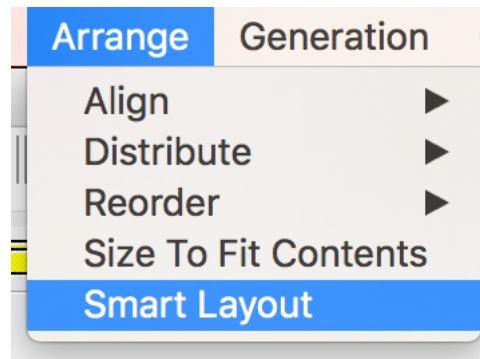 Arrange Generation
Align
Distribute
Reorder
Size To Fit Contents
Smart Layout